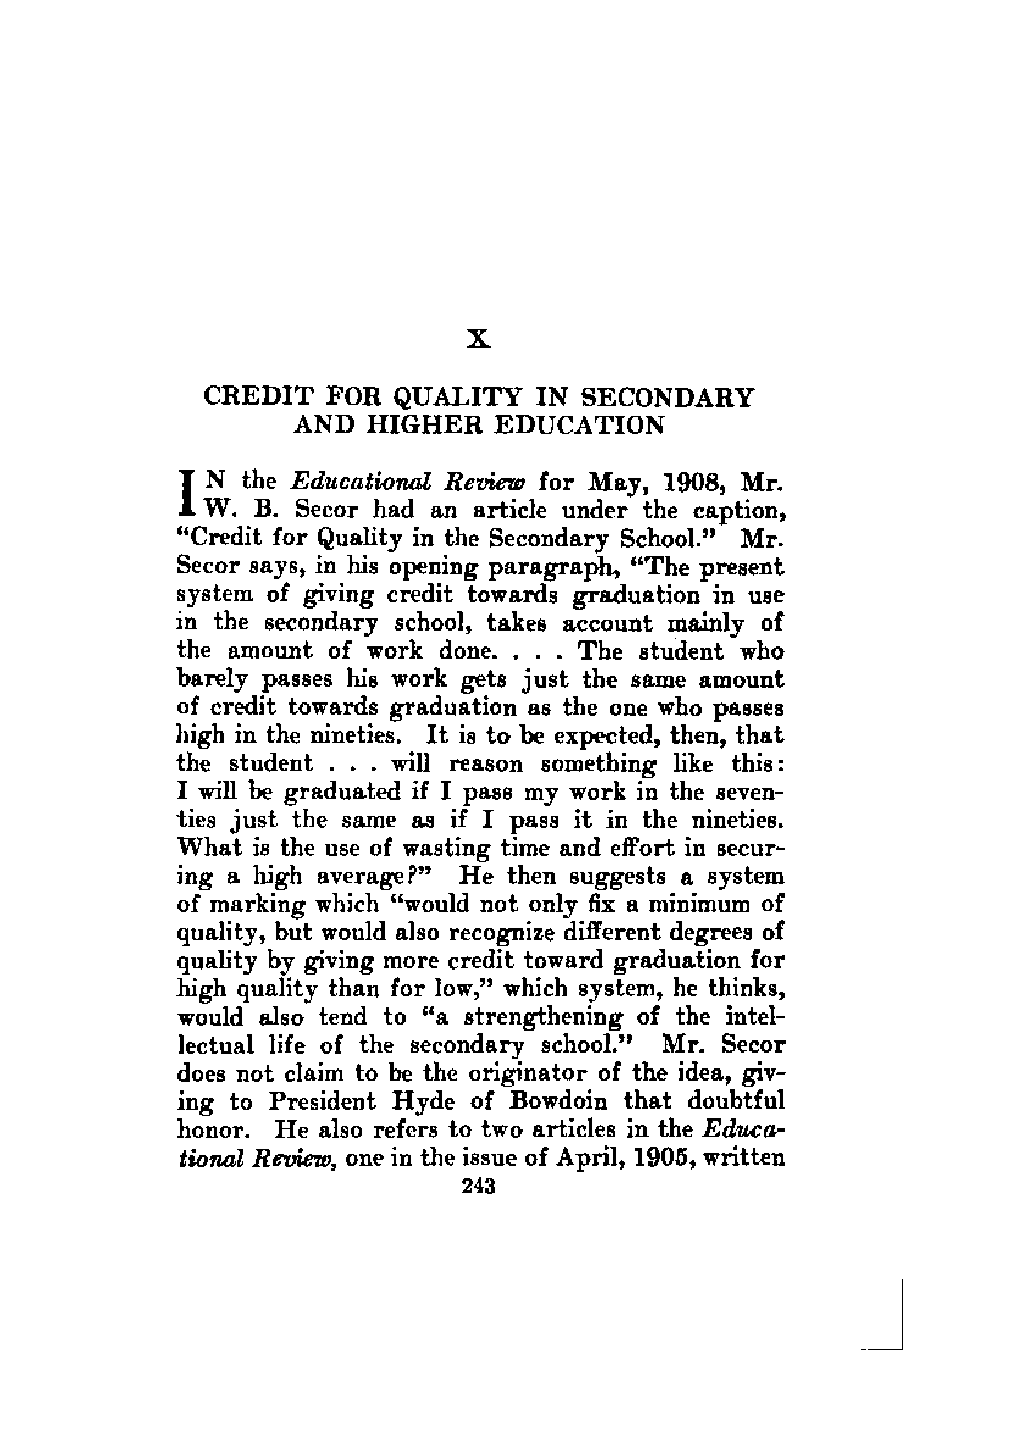 X
CREDIT FOR QUALITY IN SECONDARY
AND HIGHER EDUCATION
IN the Educational Review for May, 1908, Mr.
W. B. Secor had an article under the caption,
“Credit for Quality in the Secondary School.” Mr.
Secor says, in his opening paragraph, “The present
system of giving credit towards graduation in use
in the secondary school, takes account mainly of
the amount of work done. . . . The student who
barely passes his work gets just the same amount
of credit towards graduation as the one who passes
high in the nineties. It is to be expected, then, that
the student . . . will reason something like this:
I will be graduated if I pass my work in the seven-
ties just the same as if I pass it in the nineties.
What is the use of wasting time and effort in secur-
ing a high average?” He then suggests a system
of marking which “would not only fix a minimum of
quality, but would also recognize different degrees of
quality by giving more credit toward graduation for
high quality than for low,” which system, he thinks,
would also tend to “a strengthening of the intel-
lectual life of the secondary school.” Mr. Secor
does not claim to be the originator of the idea, giv-
ing to President Hyde of Bowdoin that doubtful
honor. He also refers to two articles in the Educa-
tional Review, one in the issue of April, 1905, written
243